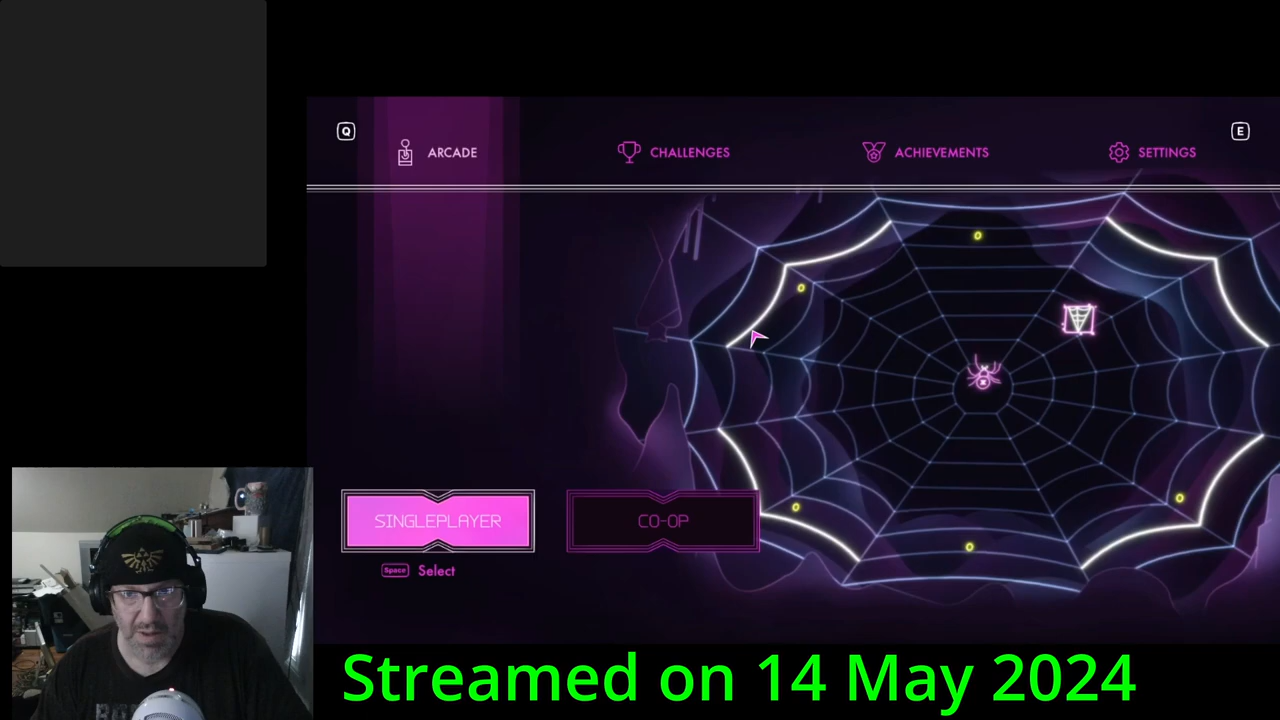 Q
E
ARCADE
CHALLENGES
ACHIEVEMENTS
SETTINGS
SINGLEPLAYER
CO-OP
Space Select
Streamed on 14 May 2024